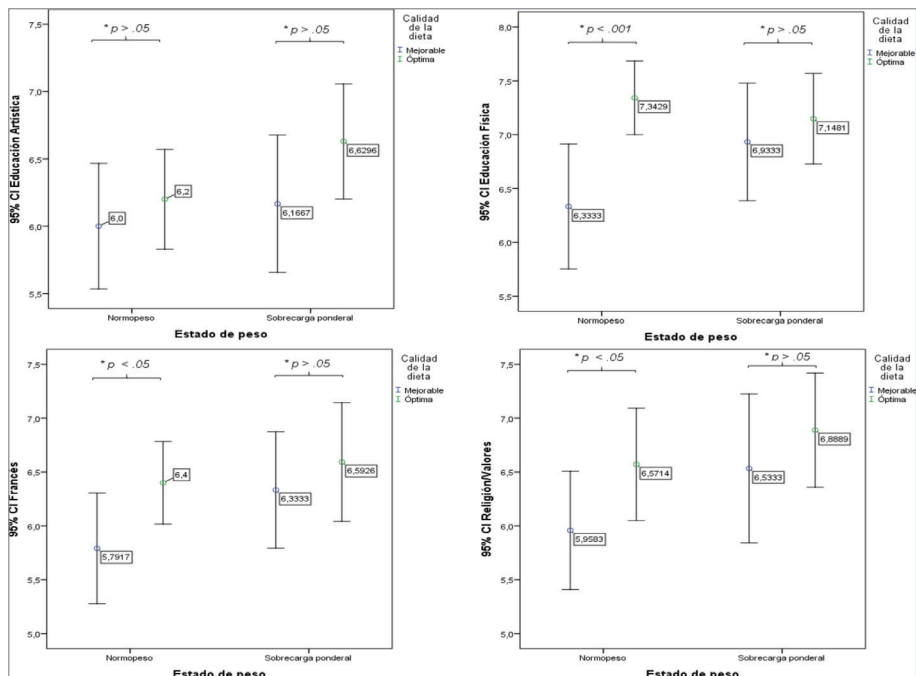 * p > .05
* p > .05
Calidad
de la
dieta
Mejorable
Óptima
7,5
7,0
6,5
6,0
5,5
95% CI Educación Artística
6,0
6,2
6,1667
6,6296
Normopeso
Sobrecarga ponderal
Estado de peso
* p < .001
* p > .05
Calidad
de la
dieta
Mejorable
Óptima
8,0
7,5
7,0
6,5
6,0
5,5
95% CI Educación Física
6,3333
7,3429
6,9333
7,1481
Normopeso
Sobrecarga ponderal
Estado de peso
* p < .05
* p > .05
Calidad
de la
dieta
Mejorable
Óptima
7,5
7,0
6,5
6,0
5,5
5,0
95% CI Francés
5,7917
6,4
6,3333
6,5926
Normopeso
Sobrecarga ponderal
Estado de peso
* p < .05
* p > .05
Calidad
de la
dieta
Mejorable
Óptima
7,5
7,0
6,5
6,0
5,5
5,0
95% CI Religión/Valores
5,9583
6,5714
6,5333
6,8889
Normopeso
Sobrecarga ponderal
Estado de peso